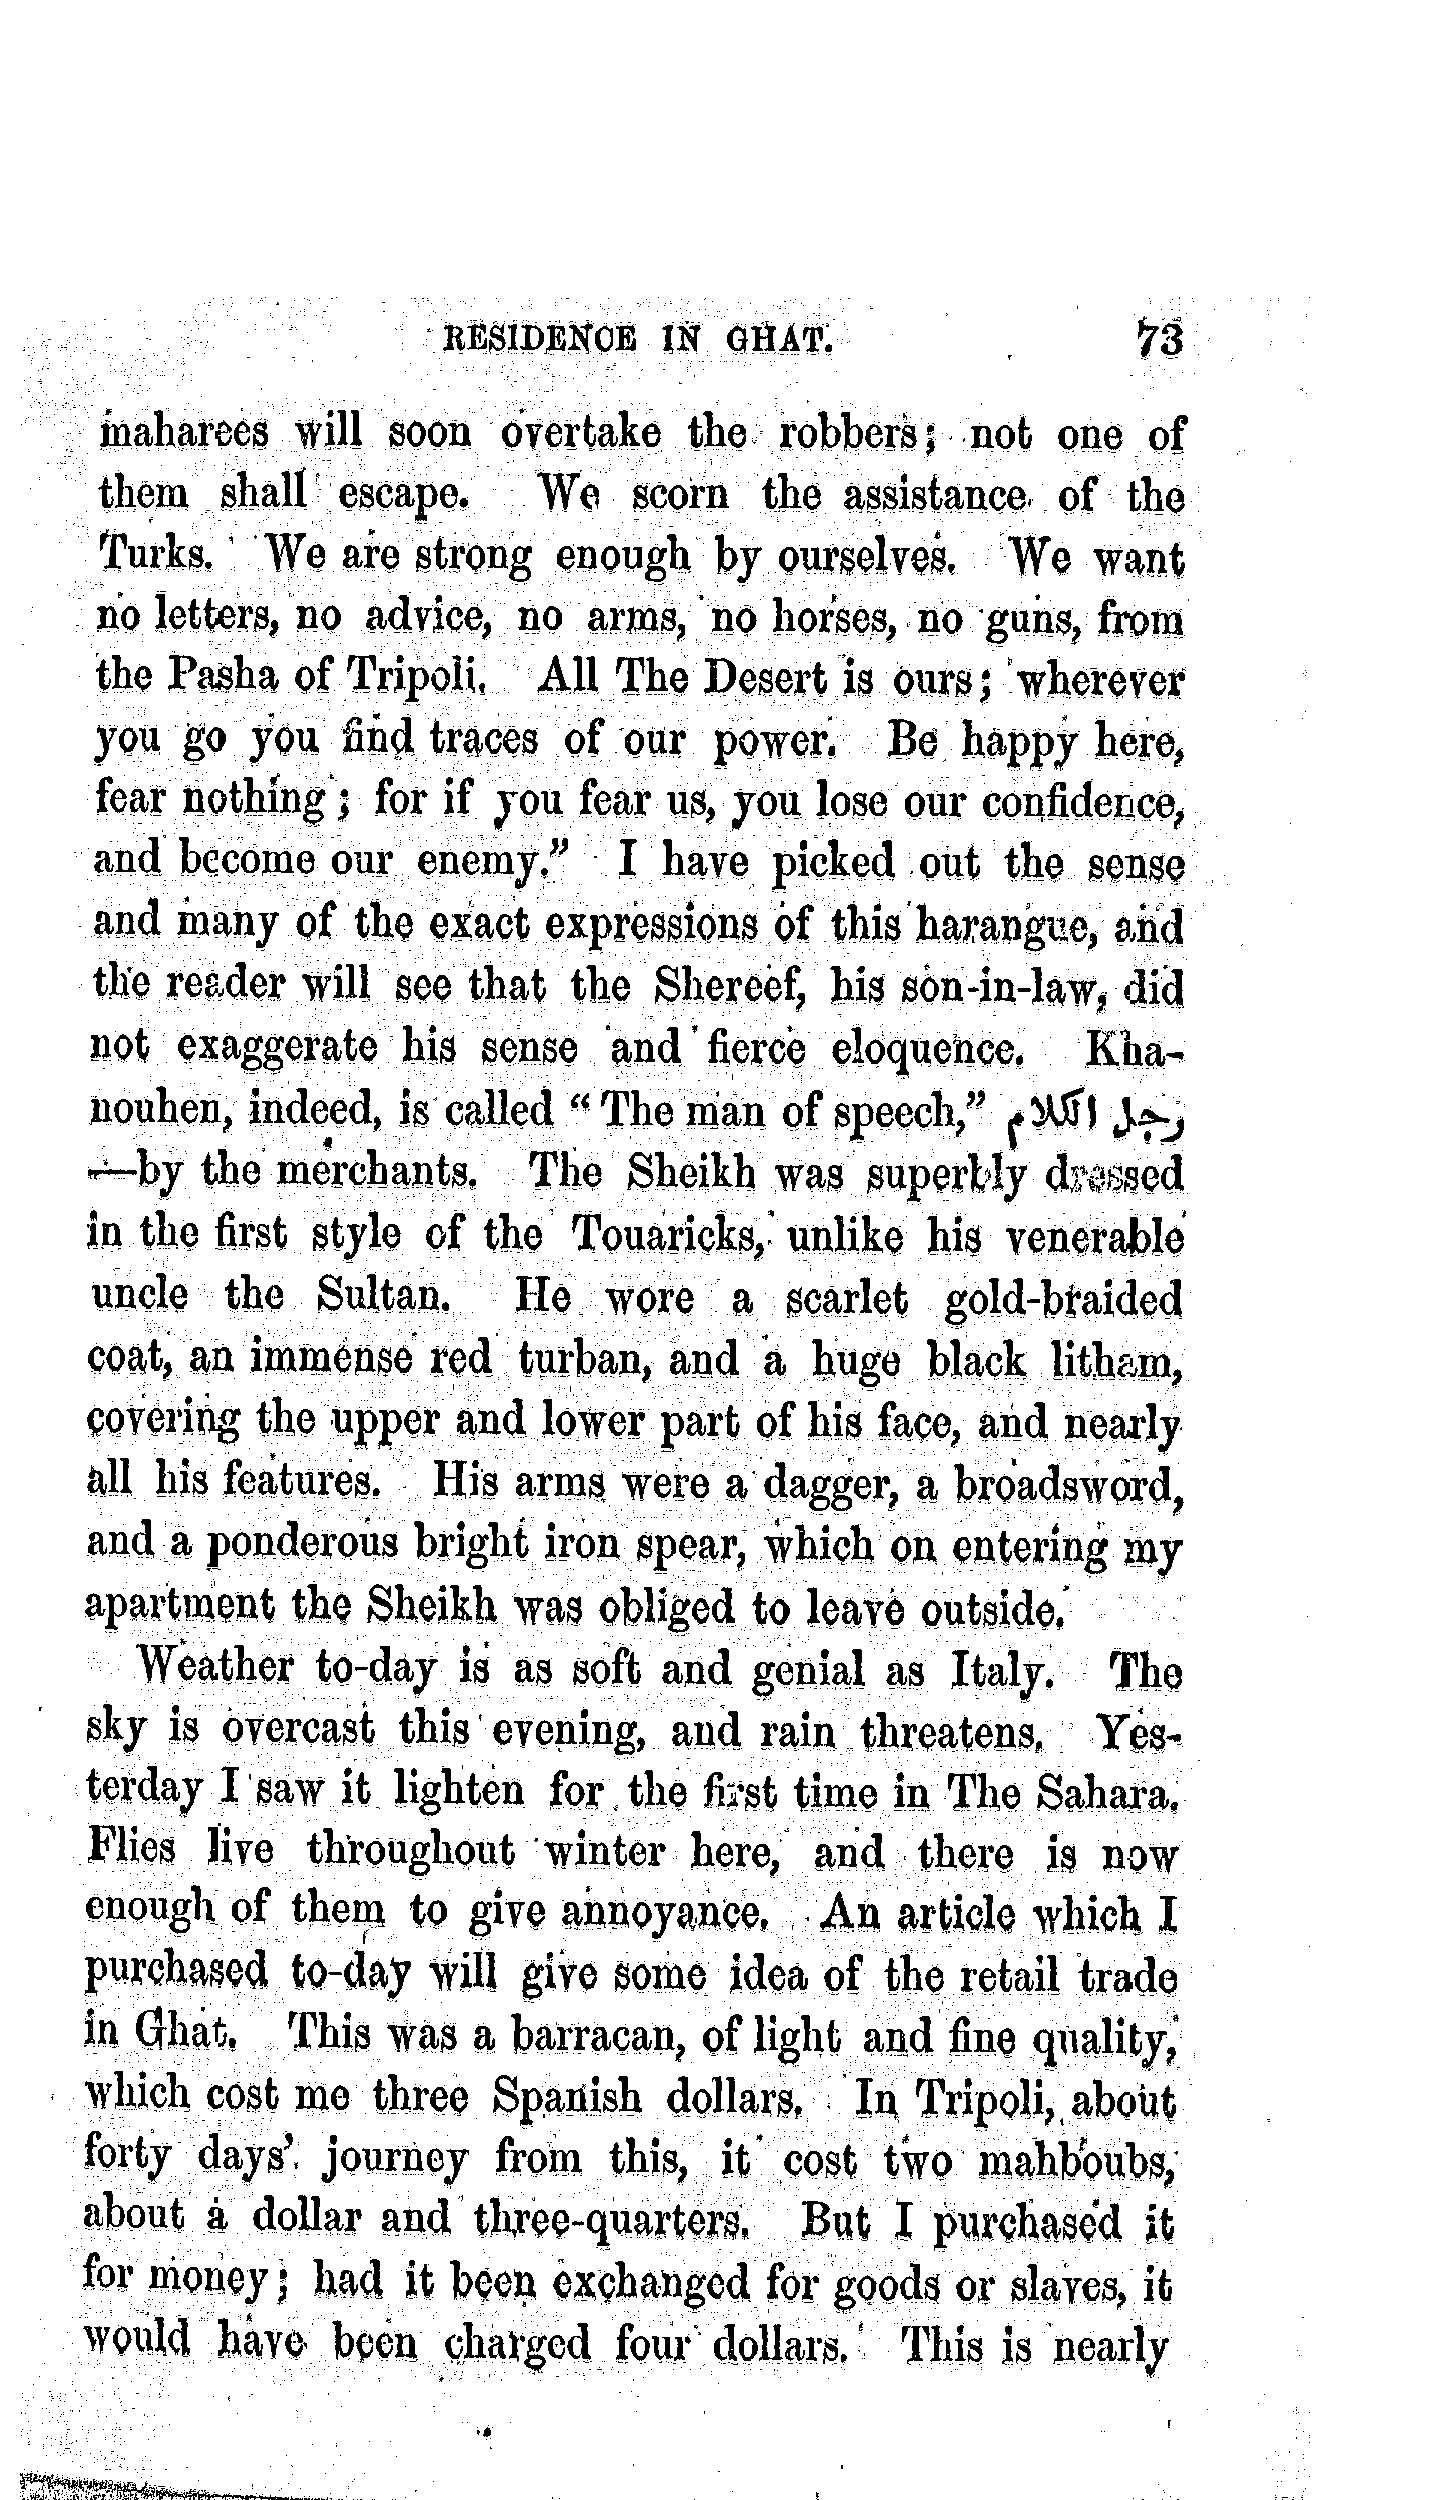 RESIDENCE IN GHAT. 73
maharees will soon overtake the robbers; not one of
them shall escape. We scorn the assistance of the
Turks. We are strong enough by ourselves. We want
no letters, no advice, no arms, no horses, no guns, from
the Pasha of Tripoli. All The Desert is ours; wherever
you go you find traces of our power. Be happy here,
fear nothing; for if you fear us, you lose our confidence,
and become our enemy.” I have picked out the sense
and many of the exact expressions of this harangue, and
the reader will see that the Shereef, his son-in-law, did
not exaggerate his sense and fierce eloquence. Kha-
nouhen, indeed, is called “The man of speech,” رجل الكلام
—by the merchants. The Sheikh was superbly dressed
in the first style of the Touaricks, unlike his venerable
uncle the Sultan. He wore a scarlet gold-braided
coat, an immense red turban, and a huge black litham,
covering the upper and lower part of his face, and nearly
all his features. His arms were a dagger, a broadsword,
and a ponderous bright iron spear, which on entering my
apartment the Sheikh was obliged to leave outside.
Weather to-day is as soft and genial as Italy. The
sky is overcast this evening, and rain threatens. Yes-
terday I saw it lighten for the first time in The Sahara.
Flies live throughout winter here, and there is now
enough of them to give annoyance. An article which I
purchased to-day will give some idea of the retail trade
in Ghat. This was a barracan, of light and fine quality,
which cost me three Spanish dollars. In Tripoli, about
forty days’ journey from this, it cost two mahboubs,
about a dollar and three-quarters. But I purchased it
for money; had it been exchanged for goods or slaves, it
would have been charged four dollars. This is nearly